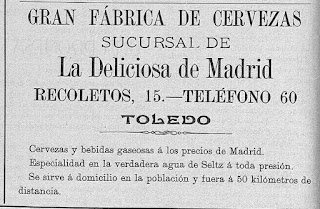 GRAN FÁBRICA DE CERVEZAS
SUCURSAL DE
La Deliciosa de Madrid
RECOLETOS, 15.—TELÉFONO 60
TOLEDO
Cervezas y bebidas gaseosas á los precios de Madrid.
Especialidad en la verdadera agua de Seltz á toda presión.
Se sirve á domicilio en la población y fuera á 50 kilómetros de
distancia.